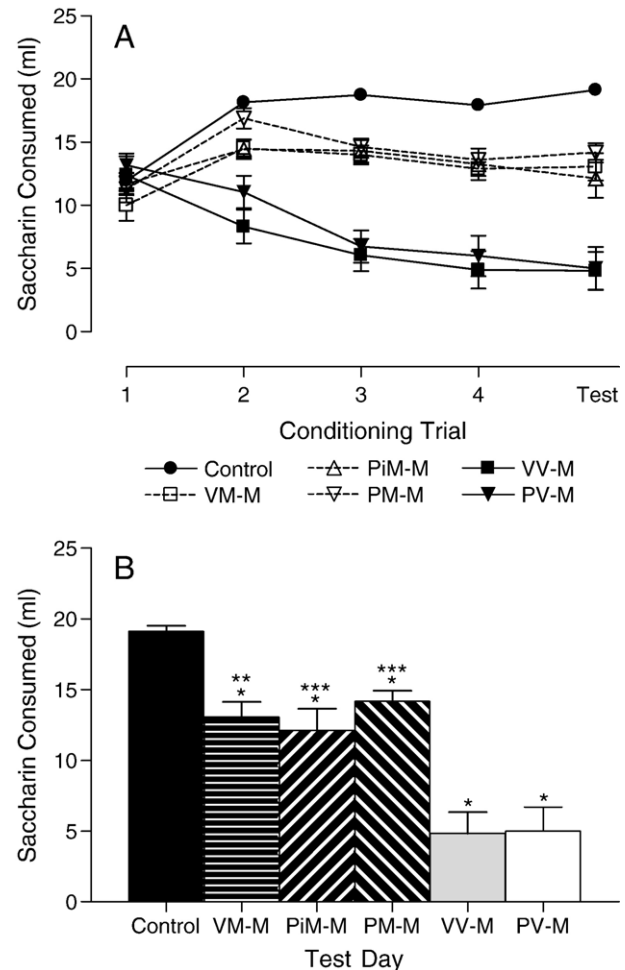 A
Saccharin Consumed (ml)
25
20
15
10
5
0
1 2 3 4 Test
Conditioning Trial
Control PiM-M VV-M
VM-M PM-M PV-M
B
Saccharin Consumed (ml)
25
20
15
10
5
0
** *** ***
* * * * *
Control VM-M PiM-M PM-M VV-M PV-M
Test Day